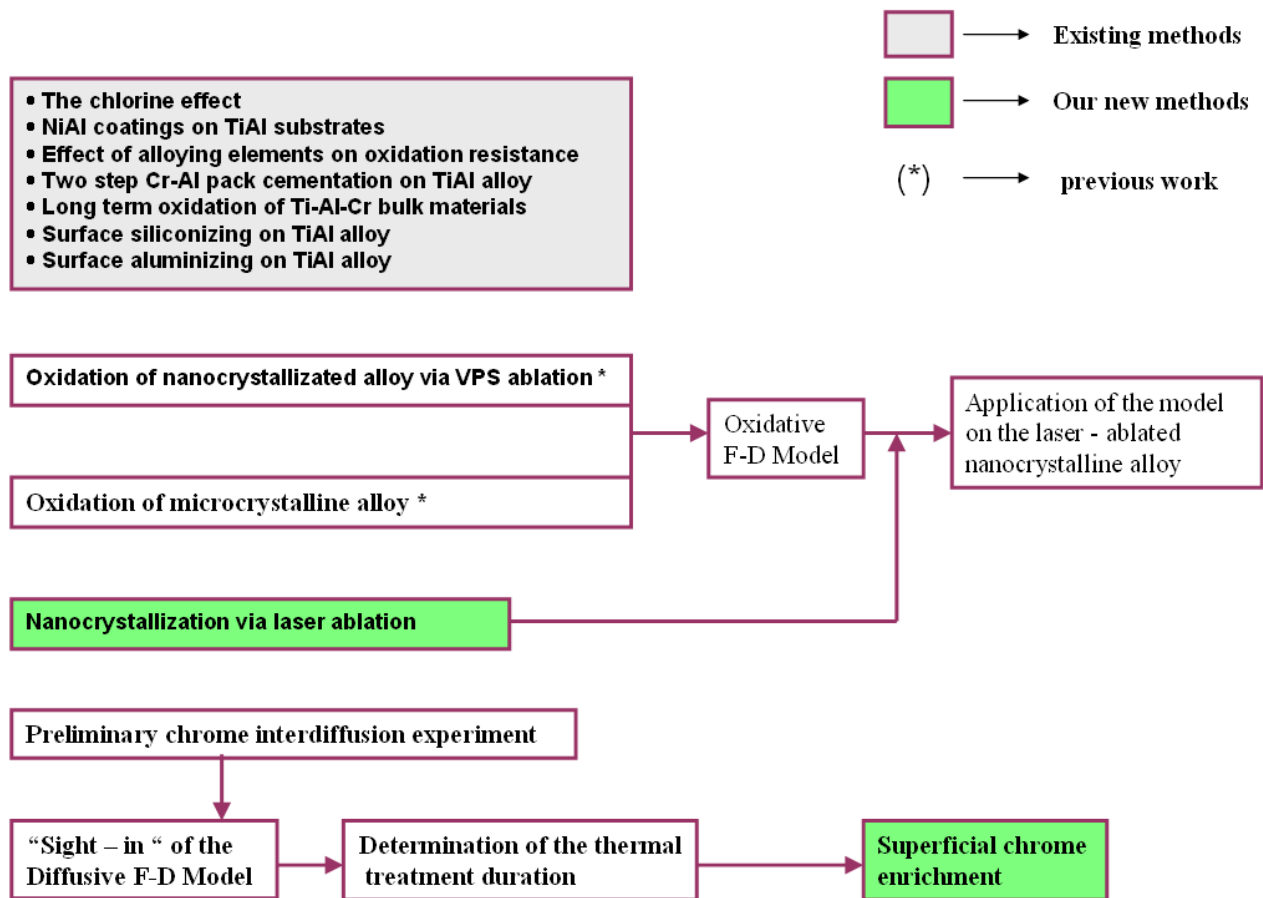 Existing methods
Our new methods
(*) previous work
• The chlorine effect
• NiAl coatings on TiAl substrates
• Effect of alloying elements on oxidation resistance
• Two step Cr-Al pack cementation on TiAl alloy
• Long term oxidation of Ti-Al-Cr bulk materials
• Surface siliconizing on TiAl alloy
• Surface aluminizing on TiAl alloy
Oxidation of nanocrystallizated alloy via VPS ablation *
Oxidation of microcrystalline alloy *
Oxidative
F-D Model
Application of the model
on the laser - ablated
nanocrystalline alloy
Nanocrystallization via laser ablation
Preliminary chrome interdiffusion experiment
“Sight – in “ of the
Diffusive F-D Model
Determination of the thermal
treatment duration
Superficial chrome
enrichment